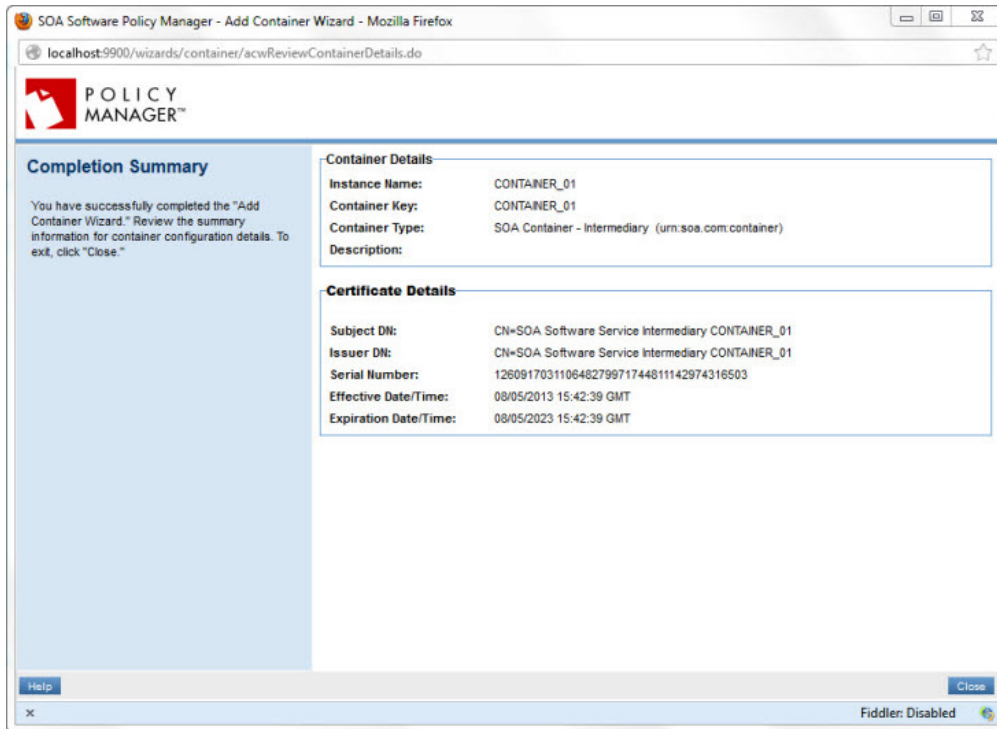 SOA Software Policy Manager - Add Container Wizard - Mozilla Firefox
localhost:9900/wizards/container/acwReviewContainerDetails.do
POLICY
MANAGER™
Completion Summary
You have successfully completed the "Add
Container Wizard." Review the summary
information for container configuration details. To
exit, click "Close."
Container Details
Instance Name: CONTAINER_01
Container Key: CONTAINER_01
Container Type: SOA Container - Intermediary (urn:soa.com:container)
Description:
Certificate Details
Subject DN: CN=SOA Software Service Intermediary CONTAINER_01
Issuer DN: CN=SOA Software Service Intermediary CONTAINER_01
Serial Number: 126091703110648279971744811142974316503
Effective Date/Time: 08/05/2013 15:42:39 GMT
Expiration Date/Time: 08/05/2023 15:42:39 GMT
Help
Close
Fiddler: Disabled